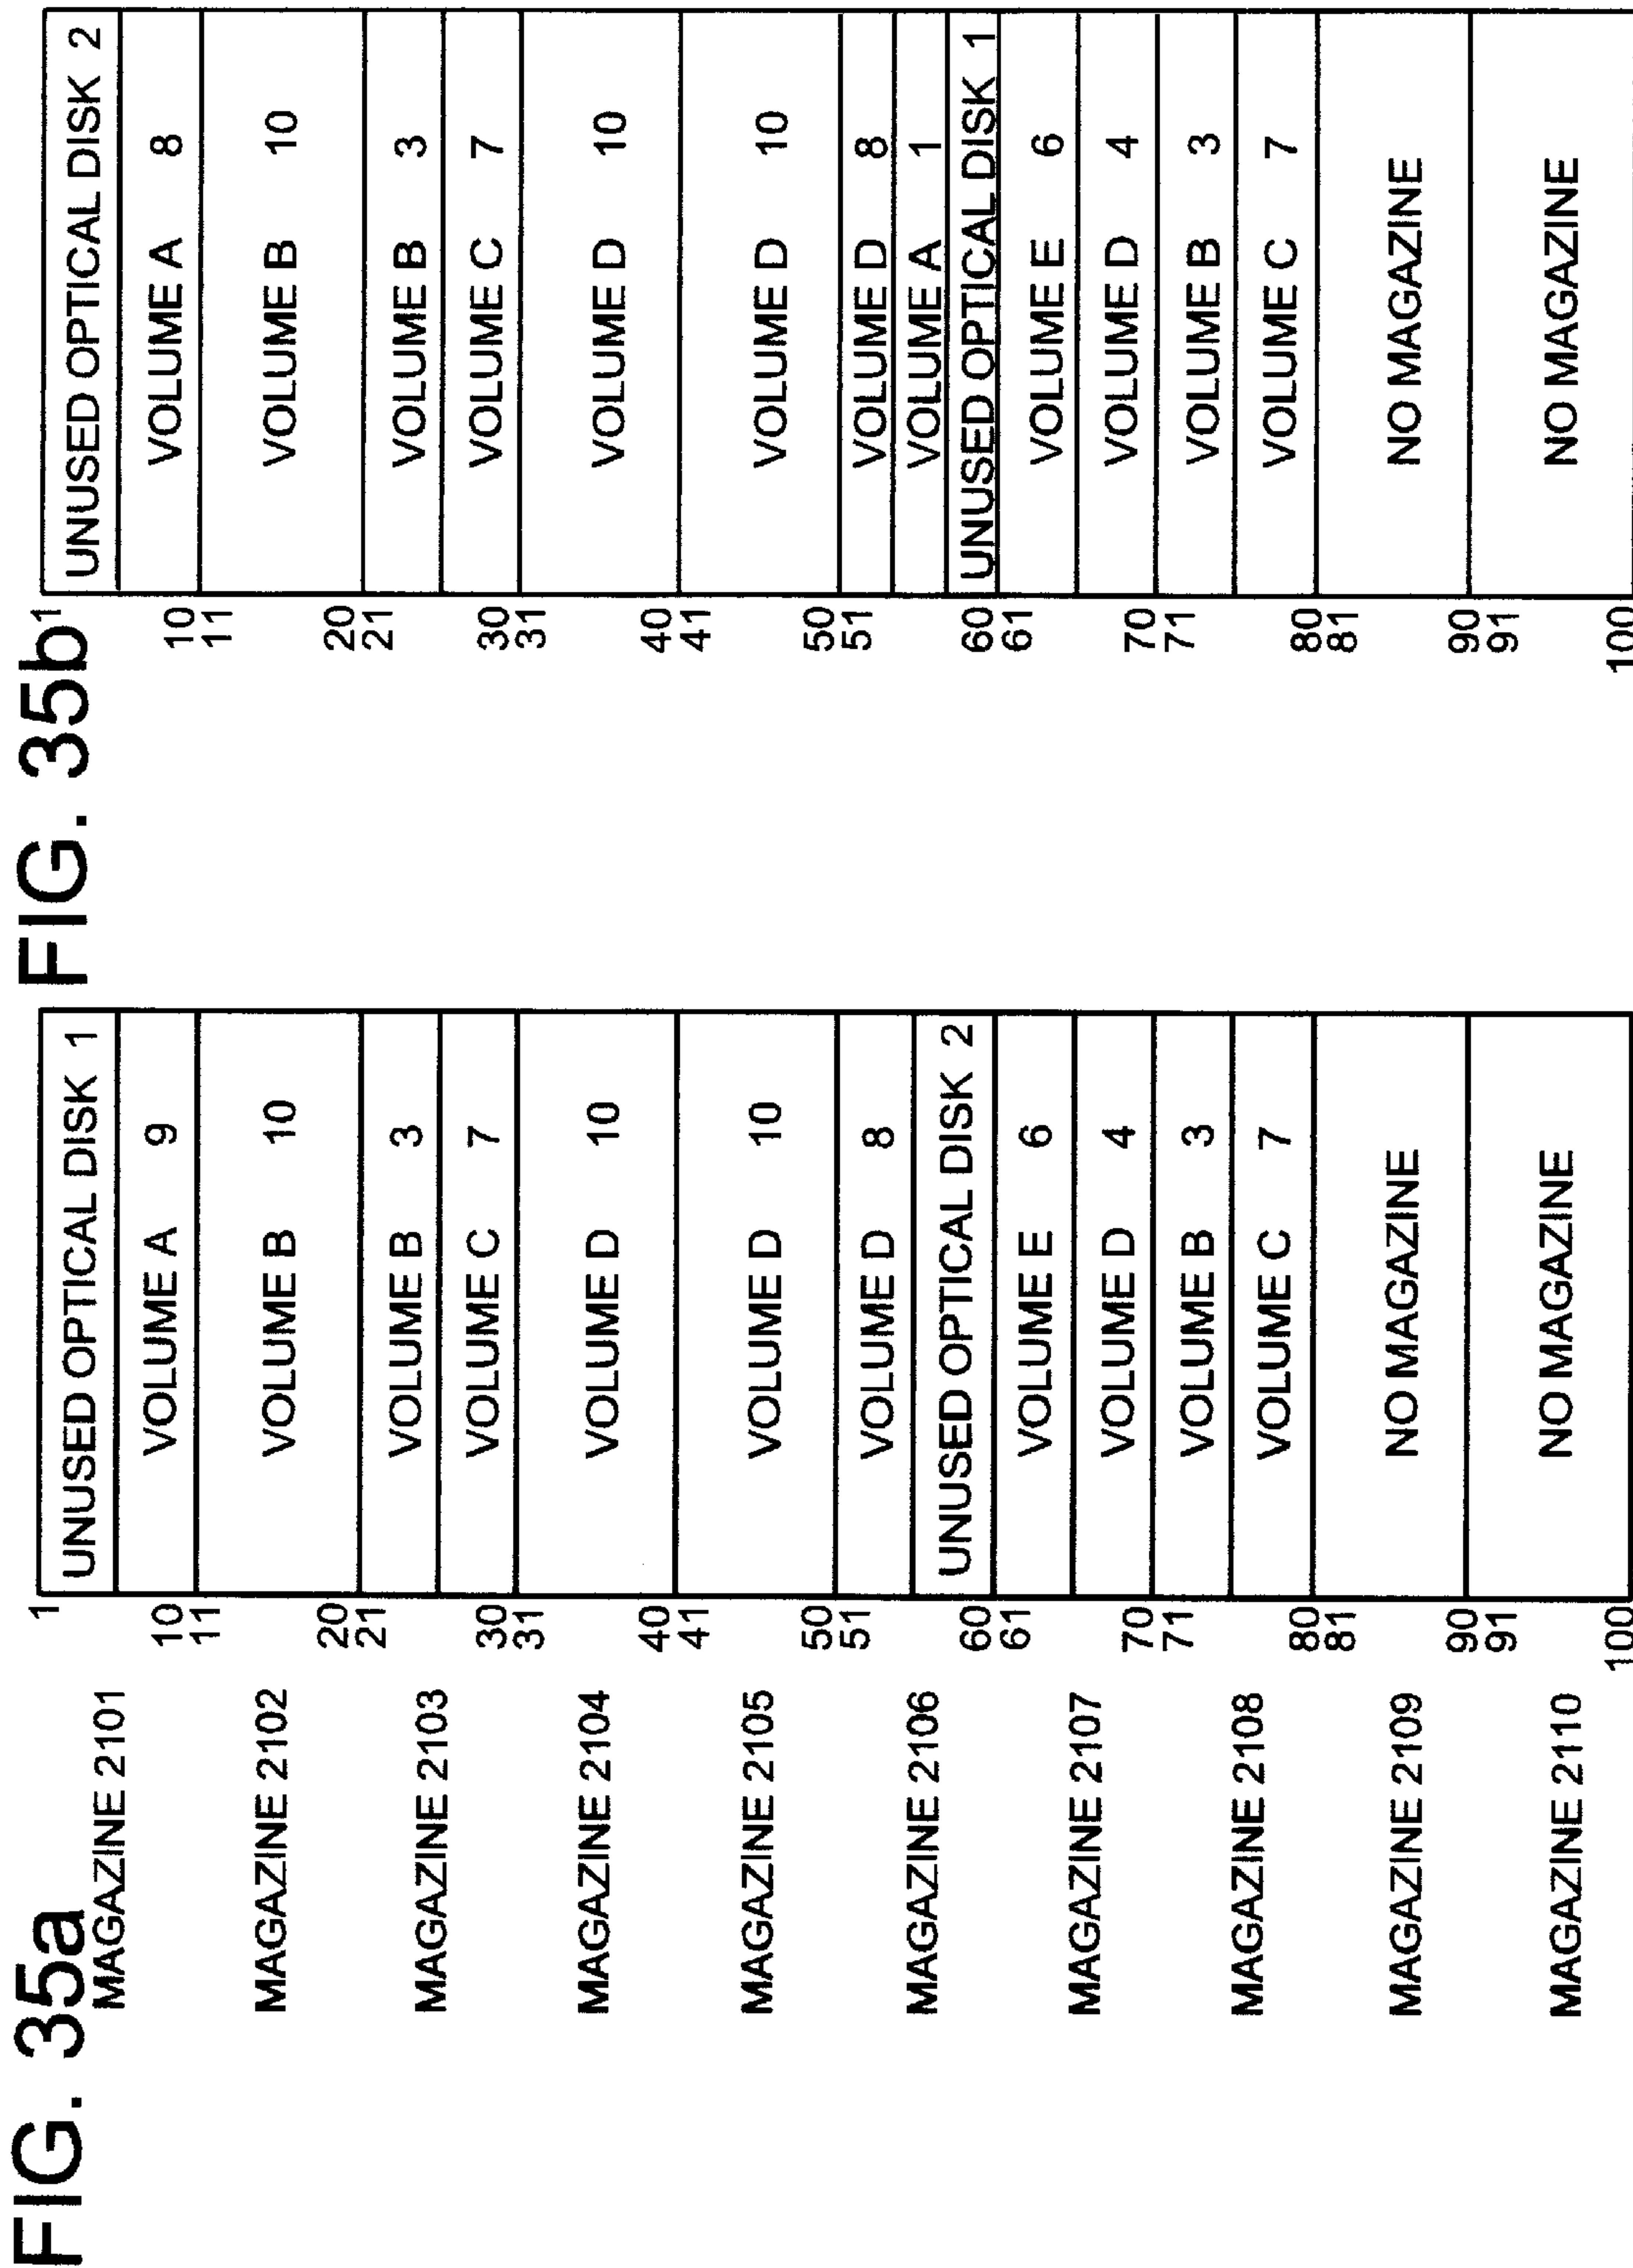 FIG. 35a
MAGAZINE 2101
MAGAZINE 2102
MAGAZINE 2103
MAGAZINE 2104
MAGAZINE 2105
MAGAZINE 2106
MAGAZINE 2107
MAGAZINE 2108
MAGAZINE 2109
MAGAZINE 2110
1
10
11
20
21
30
31
40
41
50
51
60
61
70
71
80
81
90
91
100
UNUSED OPTICAL DISK 1
VOLUME A 9
VOLUME B 10
VOLUME B 3
VOLUME C 7
VOLUME D 10
VOLUME D 10
VOLUME D 8
UNUSED OPTICAL DISK 2
VOLUME E 6
VOLUME D 4
VOLUME B 3
VOLUME C 7
NO MAGAZINE
NO MAGAZINE
FIG. 35b
1
10
11
20
21
30
31
40
41
50
51
60
61
70
71
80
81
90
91
100
UNUSED OPTICAL DISK 2
VOLUME A 8
VOLUME B 10
VOLUME B 3
VOLUME C 7
VOLUME D 10
VOLUME D 10
VOLUME D 8
VOLUME A 1
UNUSED OPTICAL DISK 1
VOLUME E 6
VOLUME D 4
VOLUME B 3
VOLUME C 7
NO MAGAZINE
NO MAGAZINE